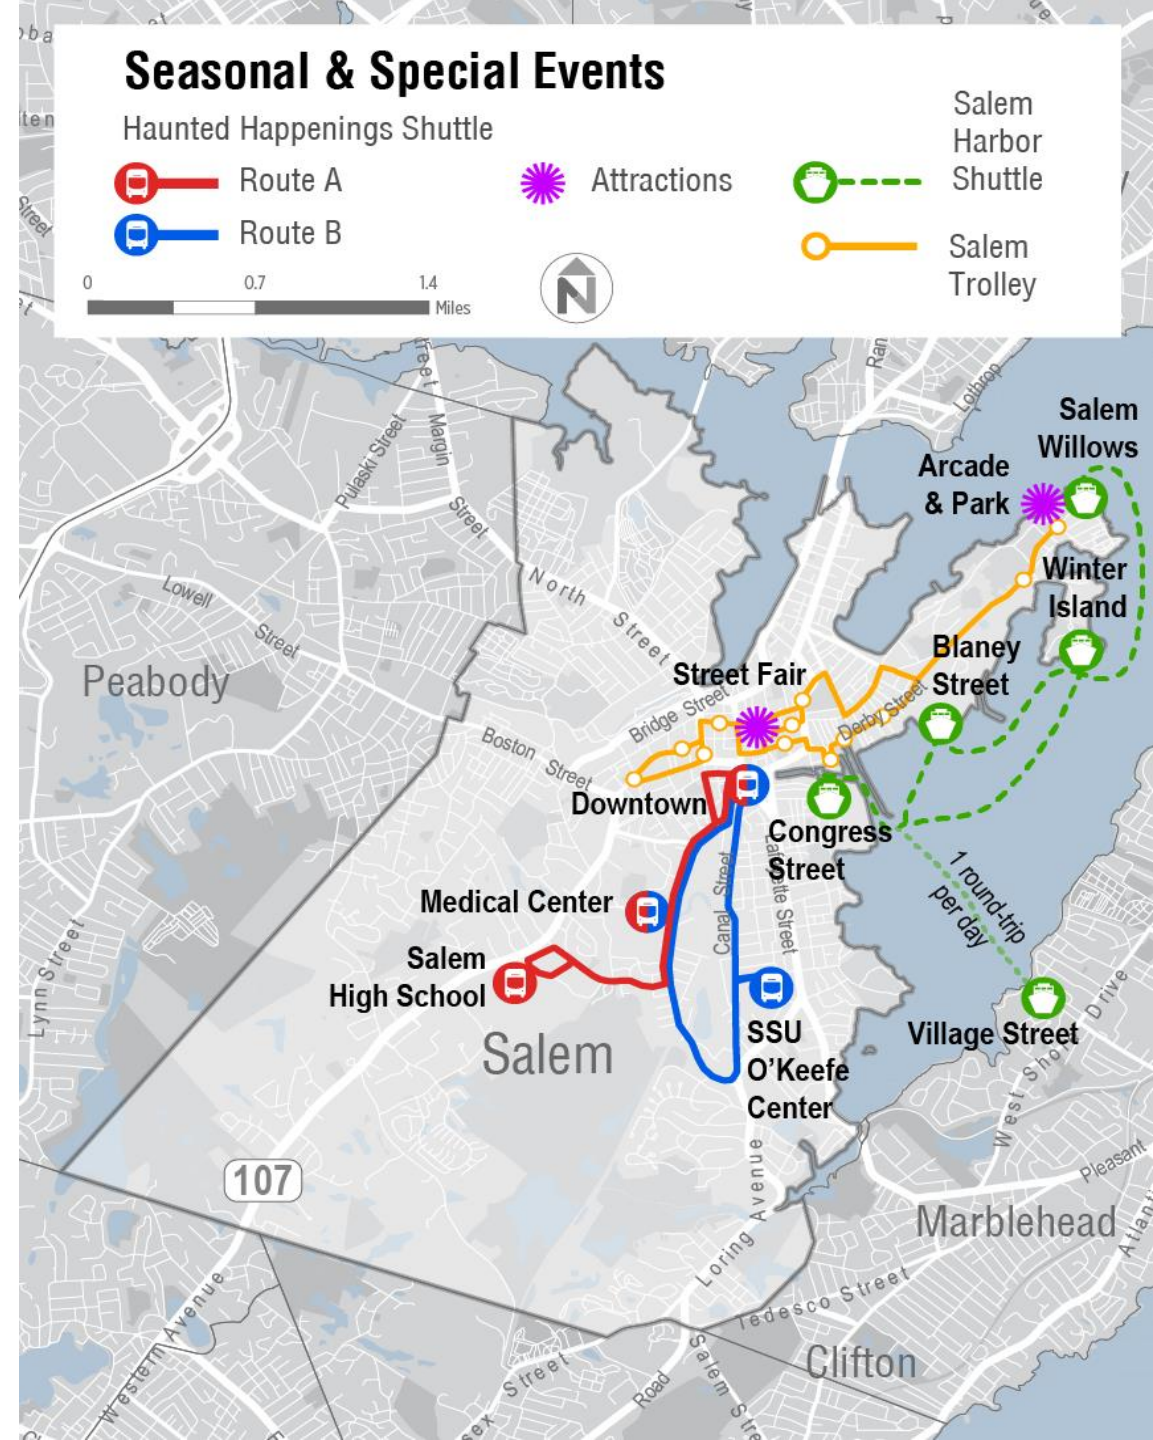 Seasonal & Special Events
Haunted Happenings Shuttle
Route A
Route B
Attractions
Salem
Harbor
Shuttle
Salem
Trolley
0
0.7
1.4
Miles
N
Street
Pulaski Street
Margin
Street
Lothrop
Salem
Willows
Arcade
& Park
Winter
Island
Blaney
Street
North
Street
Lowell
Street
Peabody
Street Fair
Bridge Street
Derby Street
Boston Street
Downtown
Congress
Street
Canal Street
Lafayette Street
1 round-trip
per day
Medical Center
Salem
High School
Lynn Street
Salem
SSU
O'Keefe
Center
Village Street
West Shore Drive
107
Pleasant
Marblehead
Loring Avenue
Tedesco Street
Western Avenue
Clifton
Street
Road